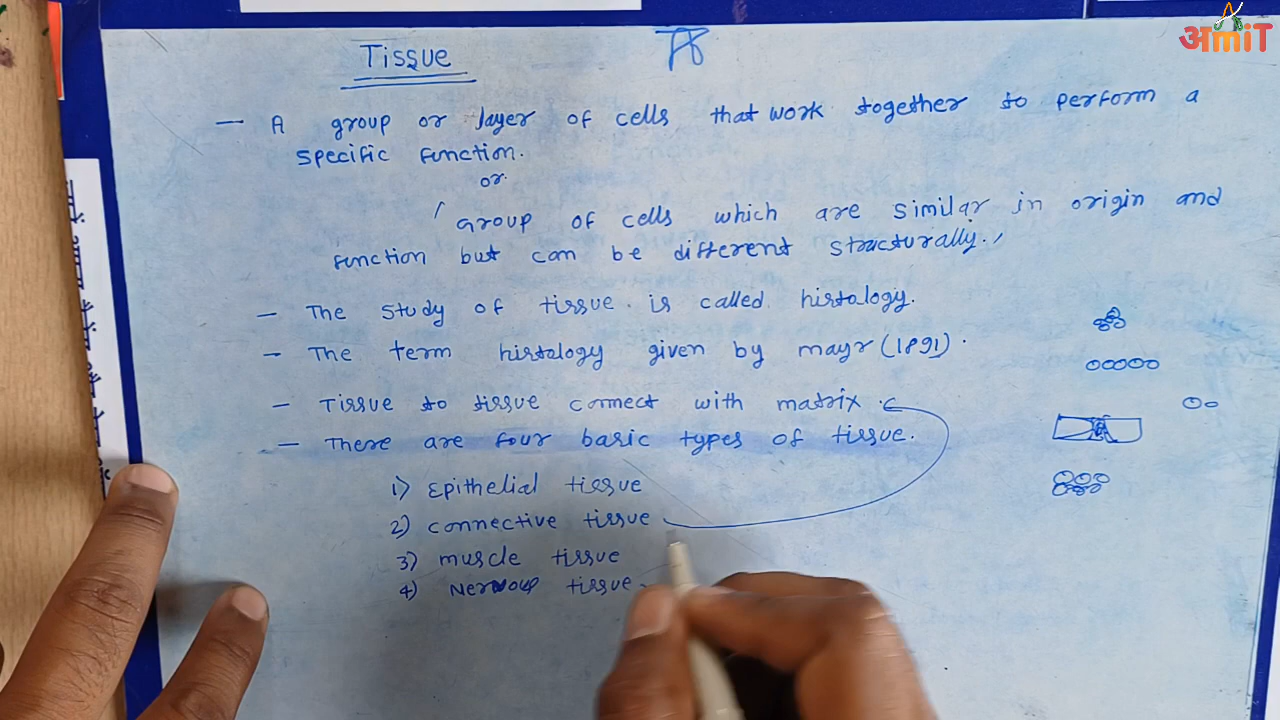 अmiT
Tissue
— A group or layer of cells that work together to perform a
specific function.
or
group of cells which are similar in origin and
function but can be different structurally.
— The study of tissue is called histology.
— The term histology given by mayr (1891).
— Tissue to tissue connect with matrix.
— There are four basic types of tissue.
1) Epithelial tissue
2) connective tissue
3) muscle tissue
4) Nervous tissue